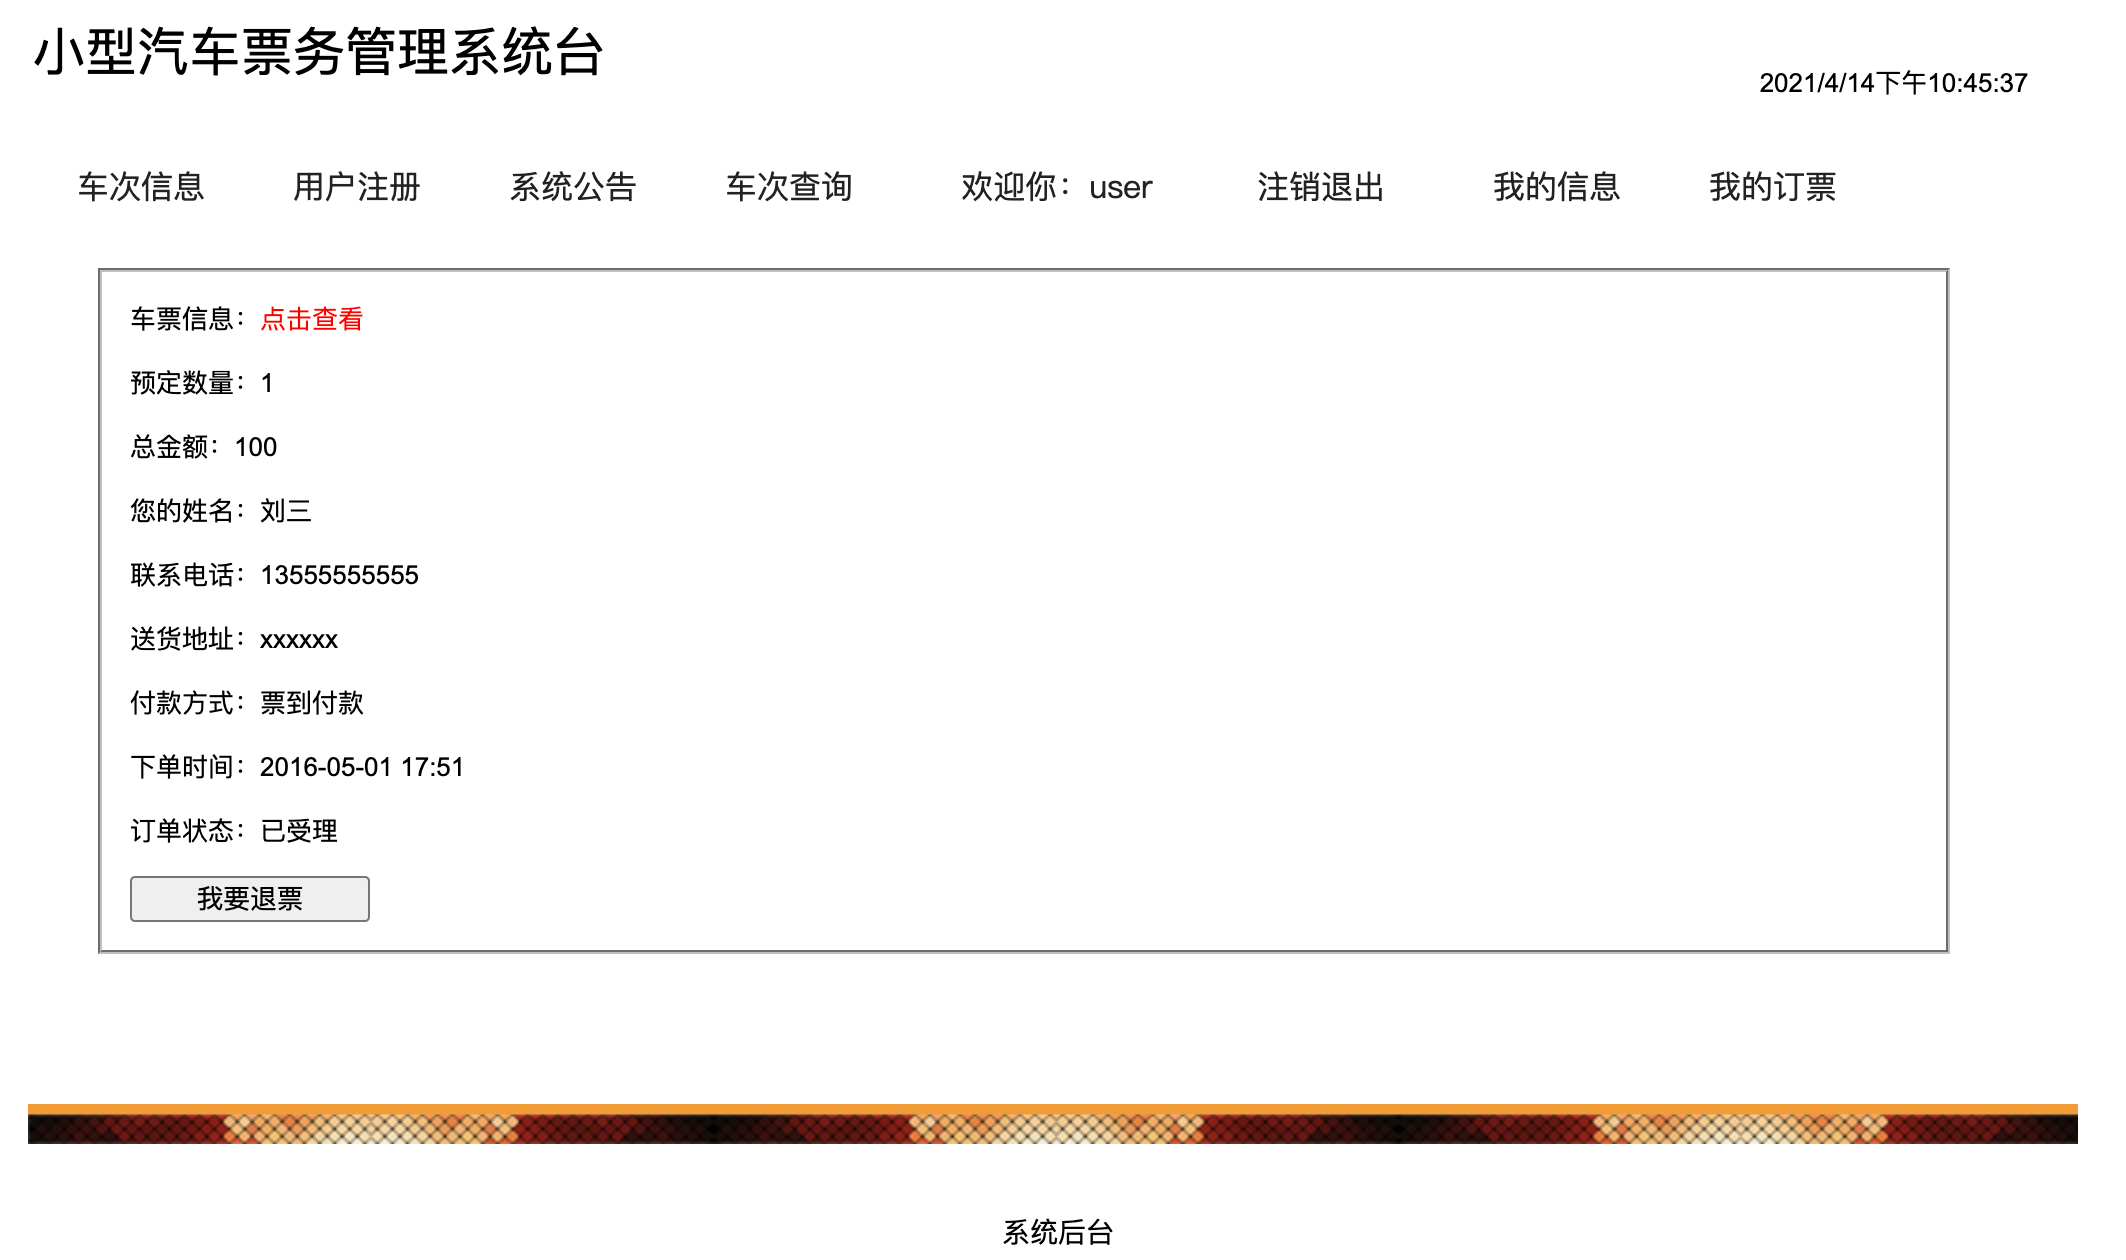 小型汽车票务管理系统台
2021/4/14下午10:45:37
车次信息 用户注册 系统公告 车次查询 欢迎你：user 注销退出 我的信息 我的订票
车票信息：点击查看
预定数量：1
总金额：100
您的姓名：刘三
联系电话：13555555555
送货地址：xxxxxx
付款方式：票到付款
下单时间：2016-05-01 17:51
订单状态：已受理
我要退票
系统后台